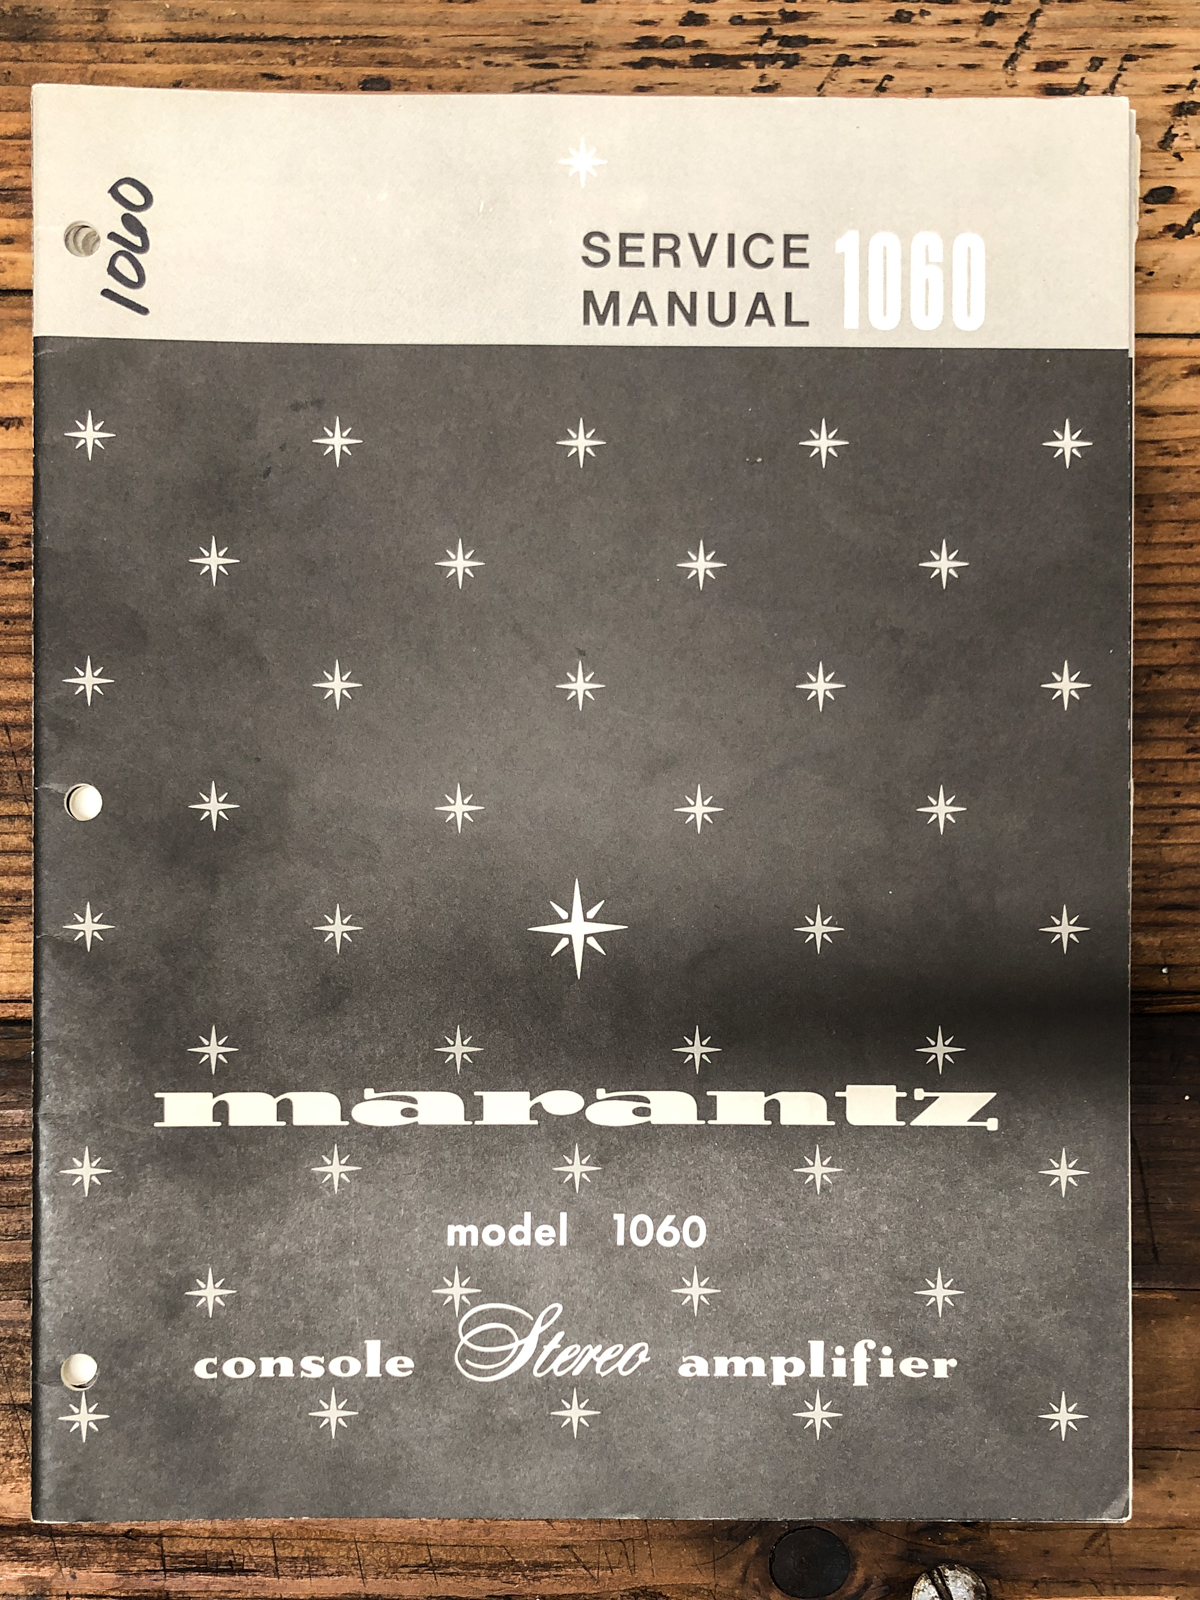 1060
SERVICE 1060
MANUAL
marantz
model 1060
console Stereo amplifier